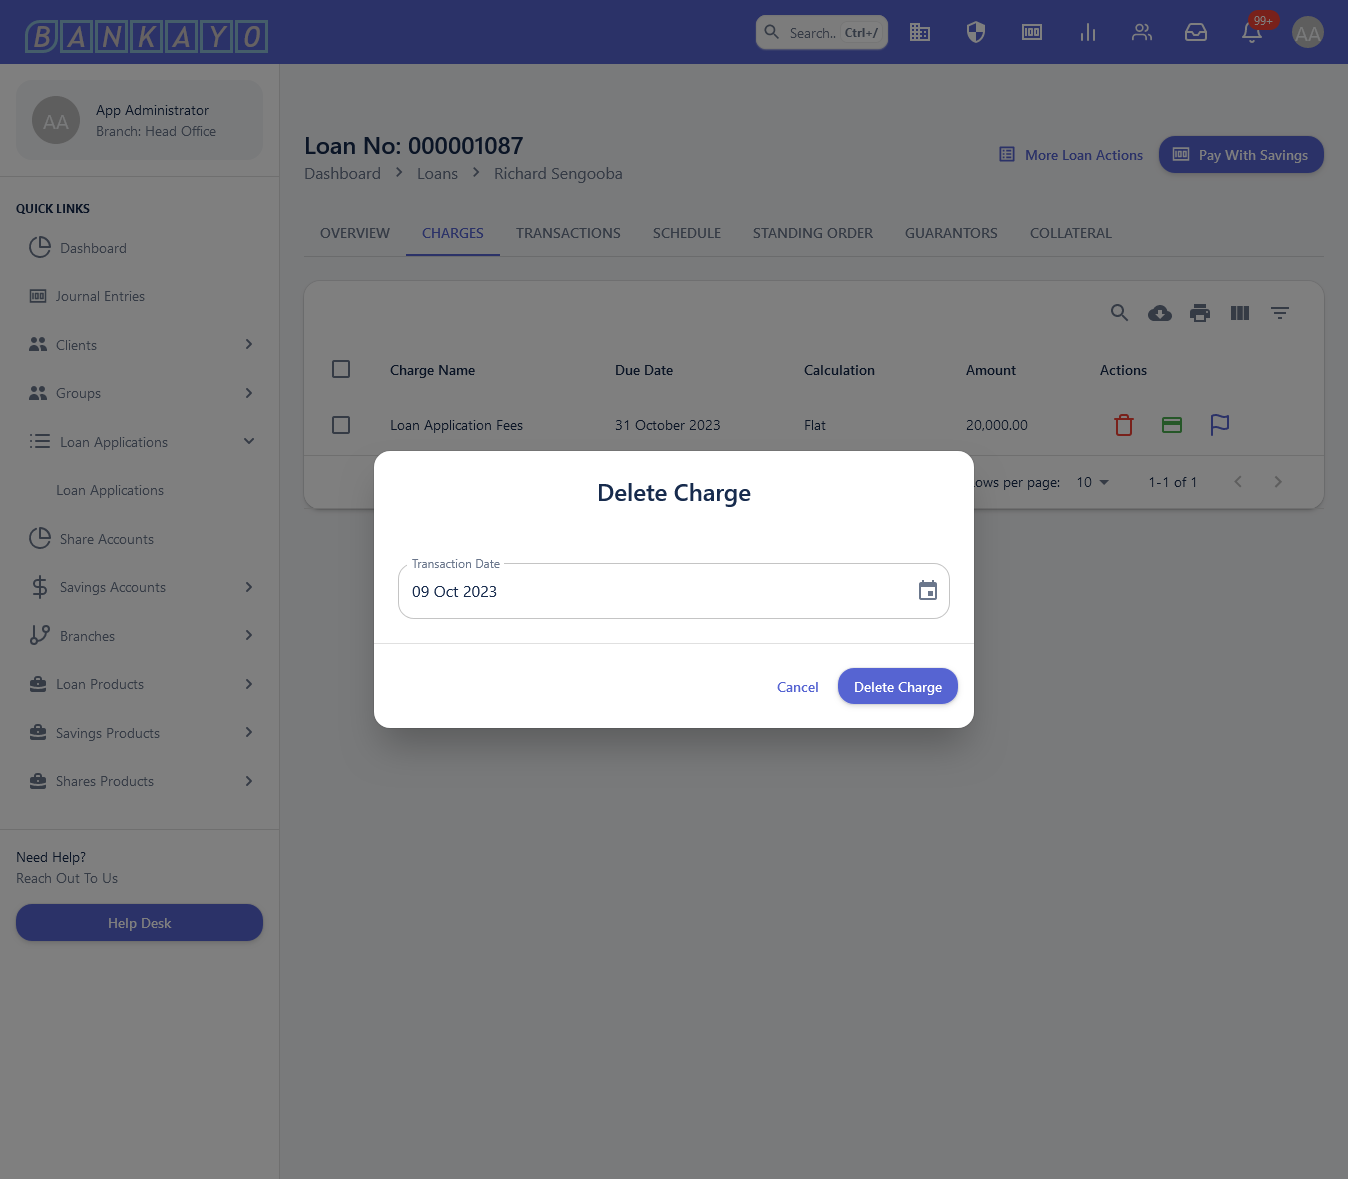 BANKAYO
Search..
Ctrl+/
99+
AA
AA
App Administrator
Branch: Head Office
QUICK LINKS
Dashboard
Journal Entries
Clients
Groups
Loan Applications
Loan Applications
Share Accounts
Savings Accounts
Branches
Loan Products
Savings Products
Shares Products
Need Help?
Reach Out To Us
Help Desk
Loan No: 000001087
Dashboard > Loans > Richard Sengooba
More Loan Actions
Pay With Savings
OVERVIEW CHARGES TRANSACTIONS SCHEDULE STANDING ORDER GUARANTORS COLLATERAL
Charge Name Due Date Calculation Amount Actions
Loan Application Fees 31 October 2023 Flat 20,000.00
ows per page: 10 1-1 of 1
Delete Charge
Transaction Date
09 Oct 2023
Cancel
Delete Charge